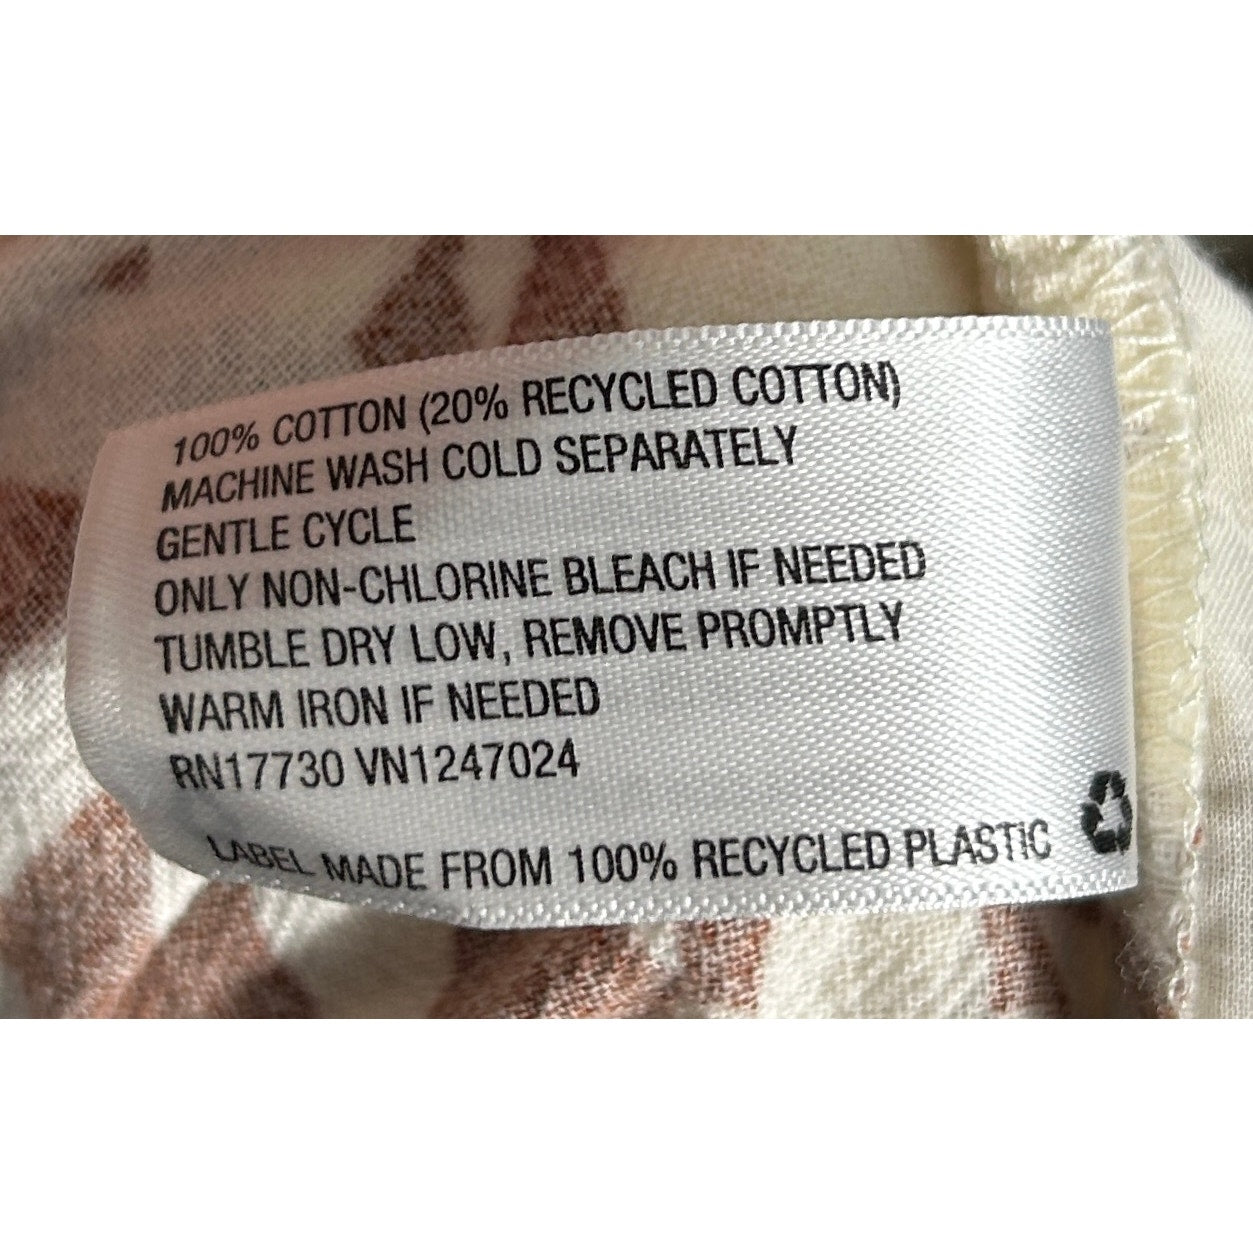 100% COTTON (20% RECYCLED COTTON)
MACHINE WASH COLD SEPARATELY
GENTLE CYCLE
ONLY NON-CHLORINE BLEACH IF NEEDED
TUMBLE DRY LOW, REMOVE PROMPTLY
WARM IRON IF NEEDED
RN17730 VN1247024
LABEL MADE FROM 100% RECYCLED PLASTIC